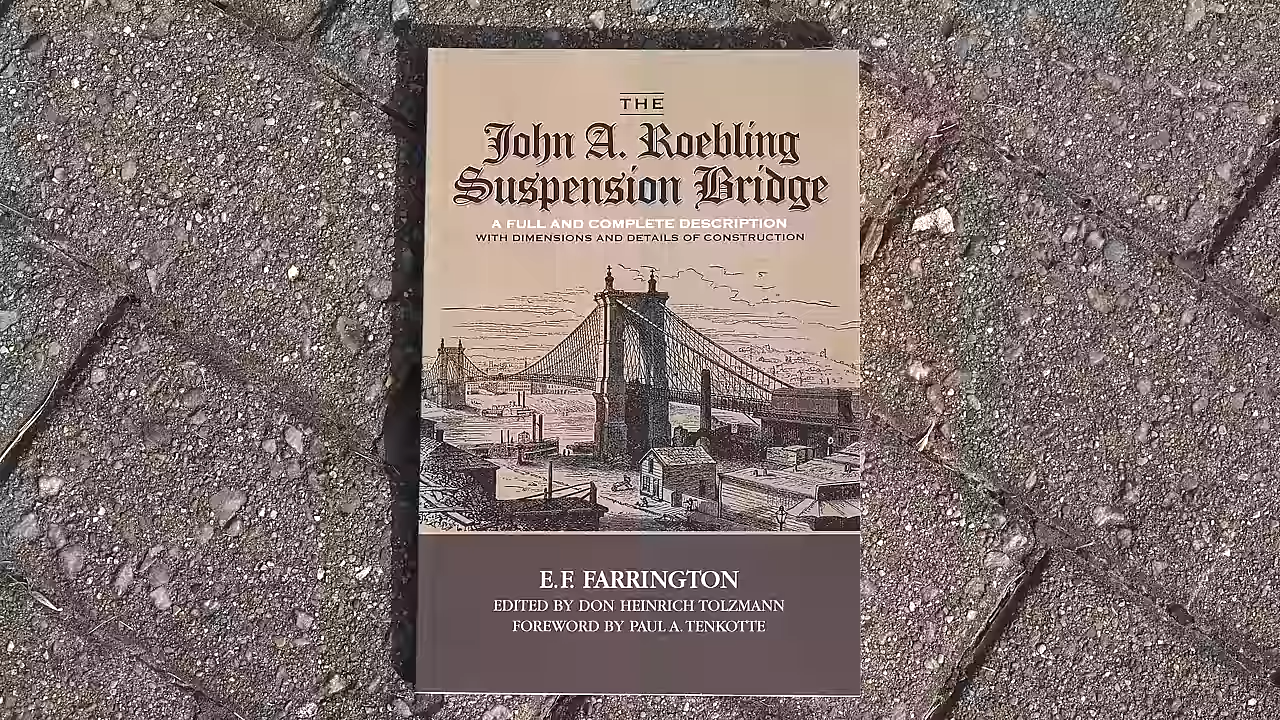 THE
John A. Roebling
Suspension Bridge
A FULL AND COMPLETE DESCRIPTION
WITH DIMENSIONS AND DETAILS OF CONSTRUCTION
E. F. FARRINGTON
EDITED BY DON HEINRICH TOLZMANN
FOREWORD BY PAUL A. TENKOTTE